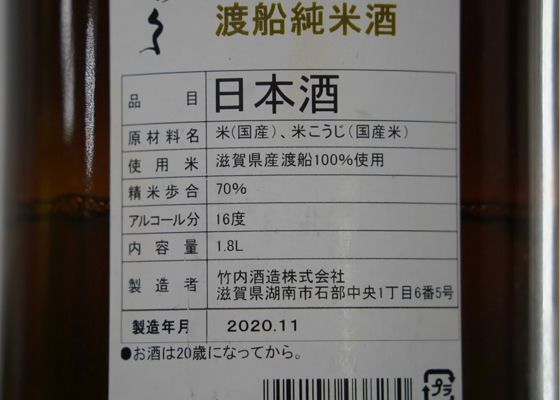 渡船純米酒
品目 日本酒
原材料名 米(国産)、米こうじ(国産米)
使用米 滋賀県産渡船100%使用
精米歩合 70%
アルコール分 16度
内容量 1.8L
製造者 竹内酒造株式会社
滋賀県湖南市石部中央1丁目6番5号
製造年月 2020.11
●お酒は20歳になってから。
プラ